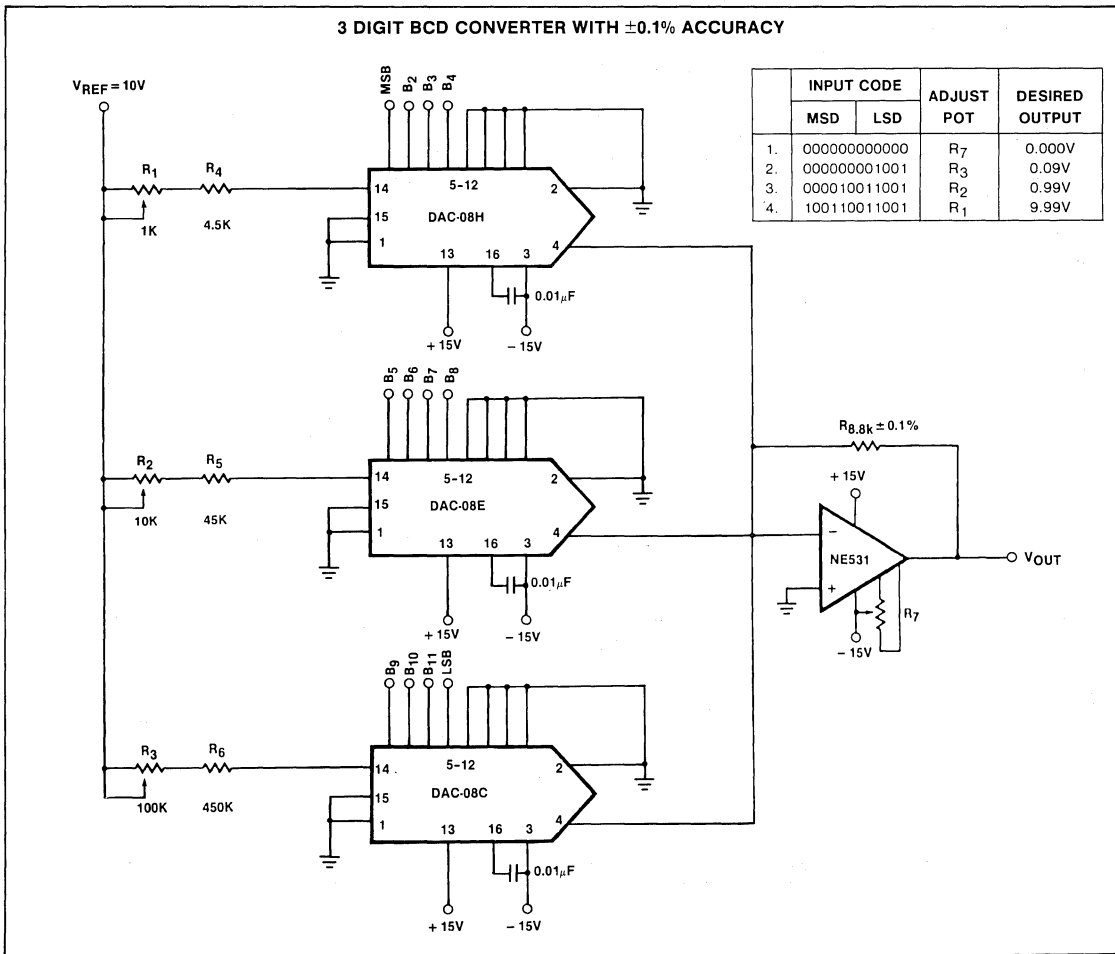 3 DIGIT BCD CONVERTER WITH ±0.1% ACCURACY
VREF = 10V
MSB
B2
B3
B4
INPUT CODE
ADJUST POT
DESIRED OUTPUT
MSD
LSD
1. 000000000000 R7 0.000V
2. 000000001001 R3 0.09V
3. 000010011001 R2 0.99V
4. 100110011001 R1 9.99V
R1
R4
1K
4.5K
14
5-12
2
15
DAC-08H
1
4
13
16
3
0.01µF
+15V
-15V
B5
B6
B7
B8
R2
R5
10K
45K
14
5-12
2
15
DAC-08E
1
4
13
16
3
0.01µF
+15V
-15V
R8.8k ±0.1%
+15V
-
NE531
+
VOUT
R7
-15V
B9
B10
B11
LSB
R3
R6
100K
450K
14
5-12
2
15
DAC-08C
1
4
13
16
3
0.01µF
+15V
-15V